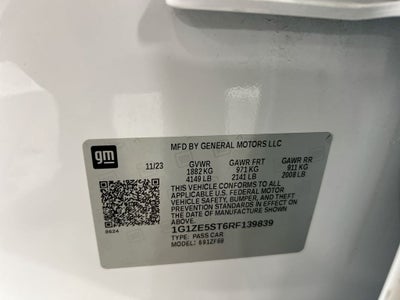 gm
MFD BY GENERAL MOTORS LLC
11/23 GVWR GAWR FRT GAWR RR
1882 KG 971 KG 911 KG
4149 LB 2141 LB 2008 LB
THIS VEHICLE CONFORMS TO ALL
APPLICABLE U.S. FEDERAL MOTOR
VEHICLE SAFETY, BUMPER, AND THEFT
PREVENTION STANDARDS IN EFFECT ON
THE DATE OF MANUFACTURE SHOWN
ABOVE.
1G1ZE5ST6RF139839
TYPE: PASS CAR
MODEL: 691ZF69